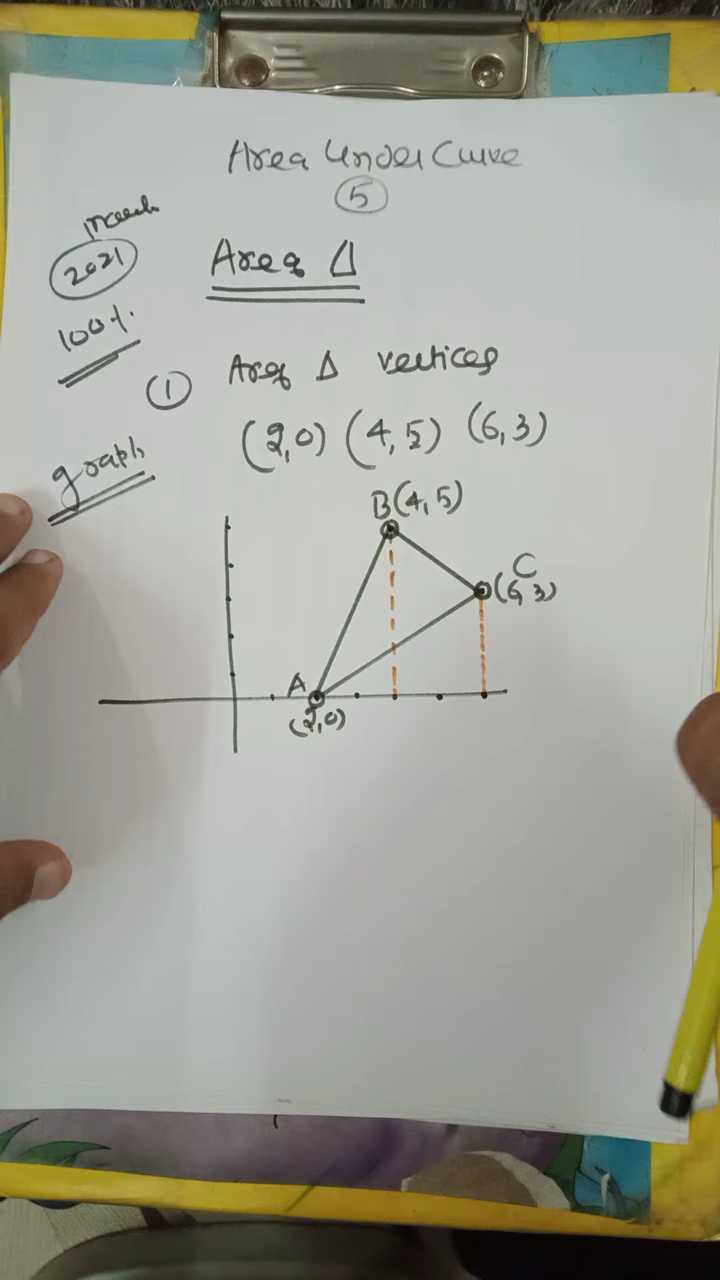 Area Under Curve
5
March
2021
Area Δ
100%
1 Area Δ vertices
(2,0) (4,5) (6,3)
graph
B(4,5)
C
(6,3)
A
(2,0)